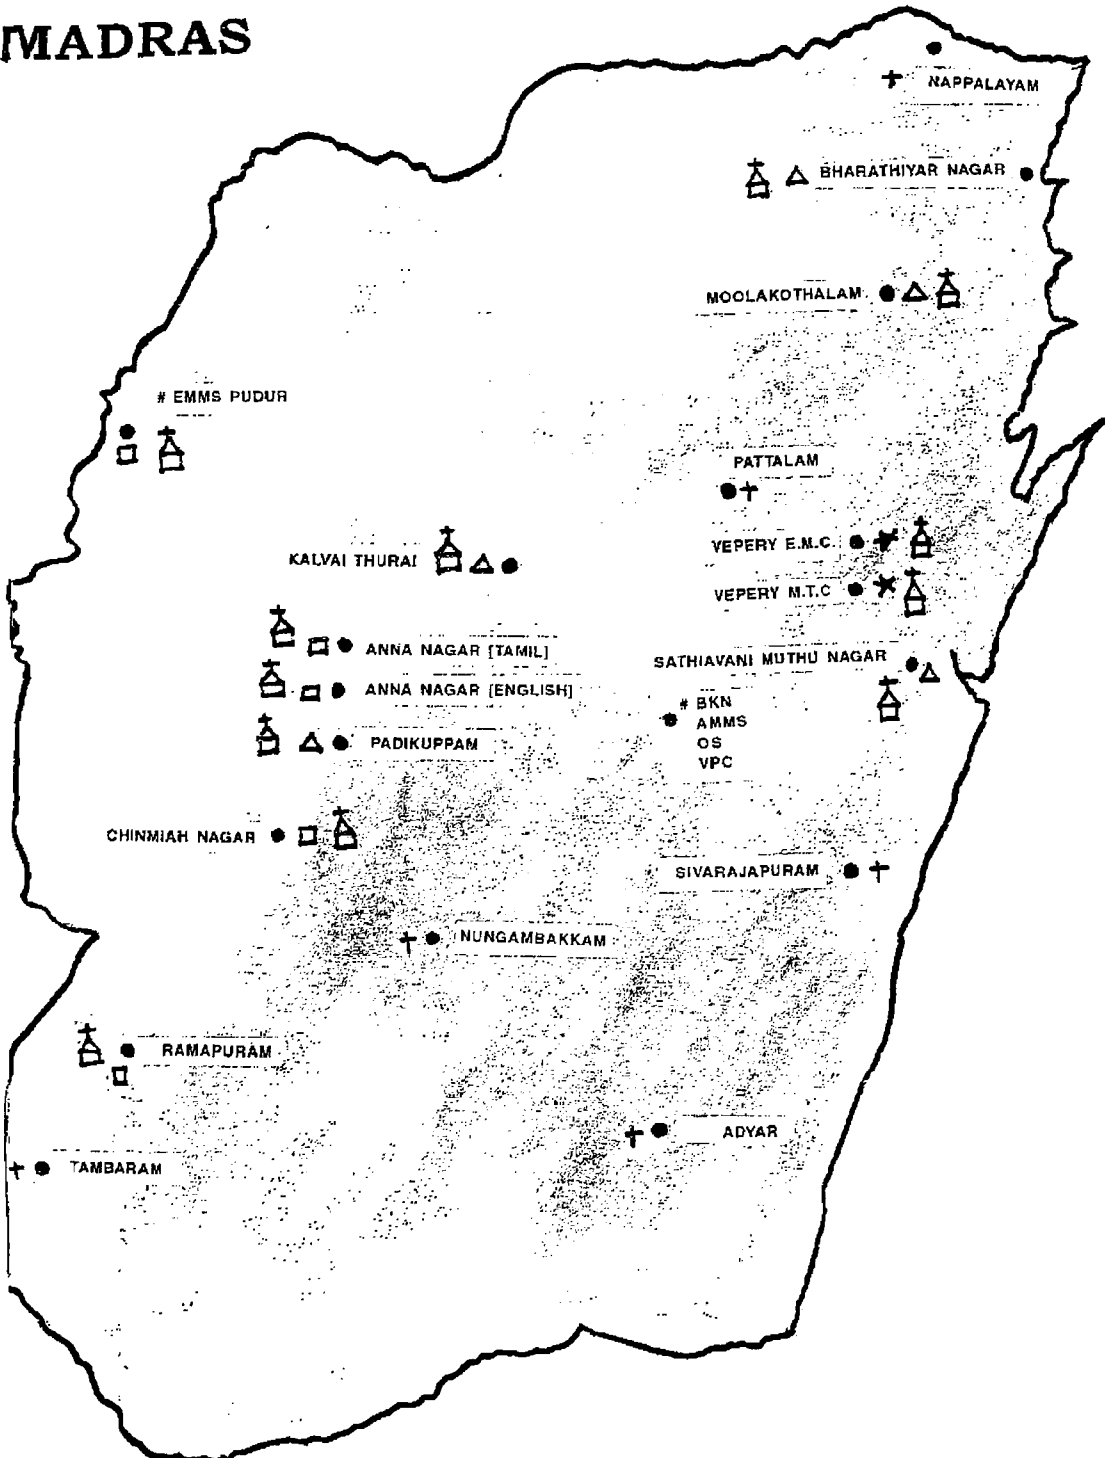 MADRAS
NAPPALAYAM
BHARATHIYAR NAGAR
MOOLAKOTHALAM
# EMMS PUDUR
PATTALAM
VEPERY E.M.C.
KALVAI THURAI
VEPERY M.T.C
ANNA NAGAR [TAMIL]
SATHIAVANI MUTHU NAGAR
ANNA NAGAR [ENGLISH]
# BKN
AMMS
OS
VPC
PADIKUPPAM
CHINMIAH NAGAR
SIVARAJAPURAM
NUNGAMBAKKAM
RAMAPURAM
ADYAR
TAMBARAM